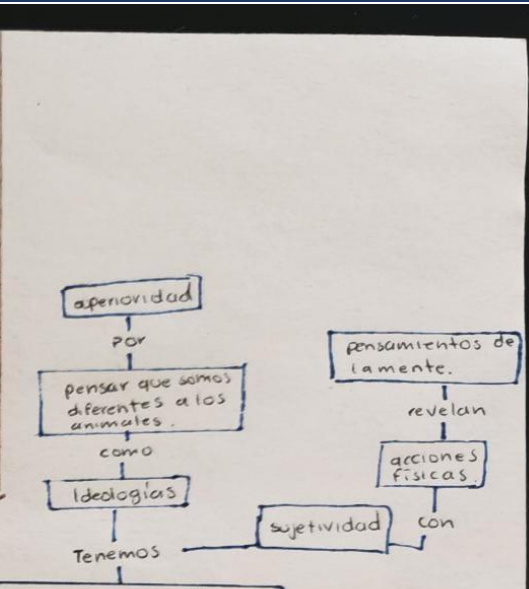 aperioridad
por
pensar que somos
diferentes a los
animales.
como
Ideologías
Tenemos
pensamientos de
la mente.
revelan
acciones
físicas.
con
sujetividad